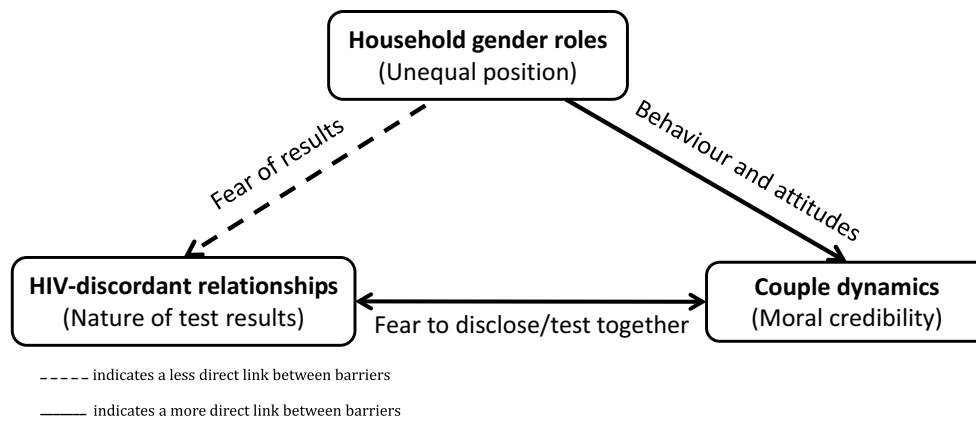 Household gender roles
(Unequal position)
Fear of results
Behaviour and attitudes
HIV-discordant relationships
(Nature of test results)
Couple dynamics
(Moral credibility)
Fear to disclose/test together
indicates a less direct link between barriers
indicates a more direct link between barriers